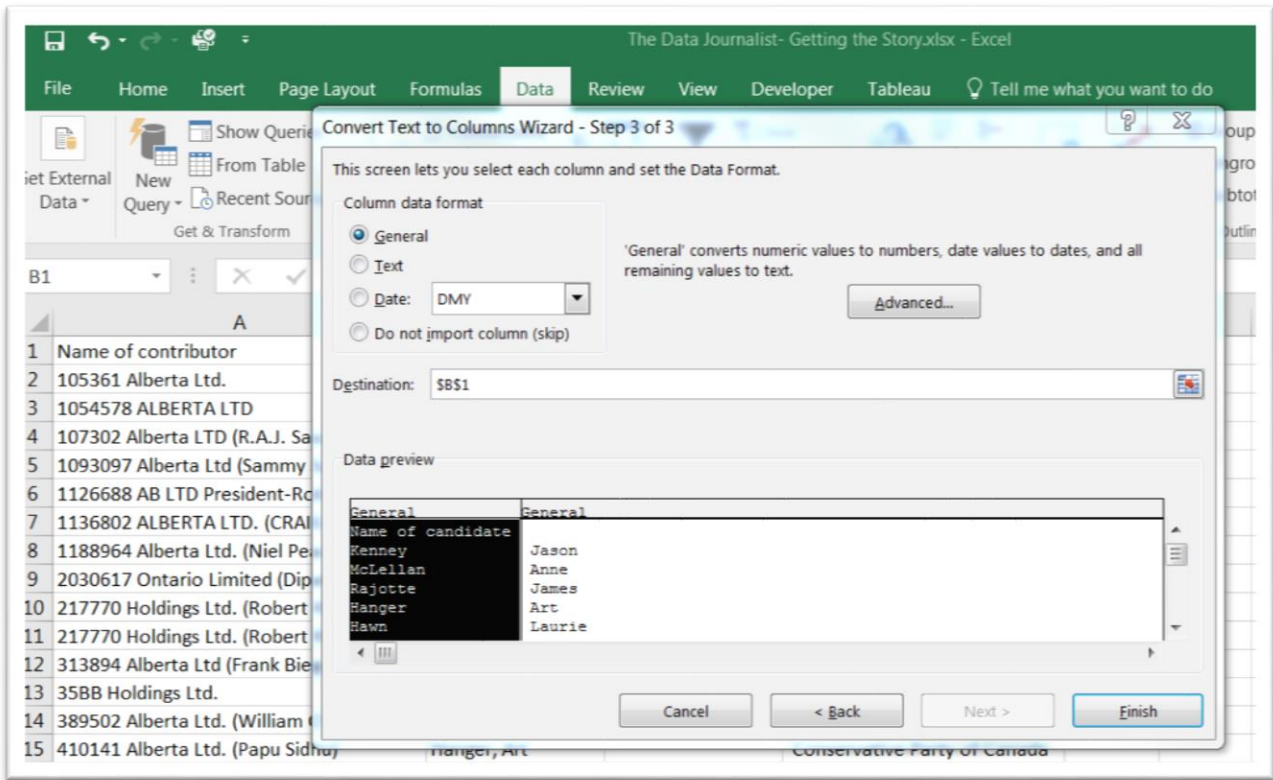 The Data Journalist- Getting the Story.xlsx - Excel
File Home Insert Page Layout Formulas Data Review View Developer Tableau Tell me what you want to do
Convert Text to Columns Wizard - Step 3 of 3
Show Querie
From Table
Recent Sour
New Query
External Data
Get & Transform
This screen lets you select each column and set the Data Format.
Column data format
General
Text
Date: DMY
Do not import column (skip)
'General' converts numeric values to numbers, date values to dates, and all
remaining values to text.
Advanced...
B1
Destination: $B$1
Data preview
General General
Name of candidate
Kenney Jason
McLellan Anne
Rajotte James
Hanger Art
Hawn Laurie
Cancel < Back Next > Finish
A
1 Name of contributor
2 105361 Alberta Ltd.
3 1054578 ALBERTA LTD
4 107302 Alberta LTD (R.A.J. Sa
5 1093097 Alberta Ltd (Sammy
6 1126688 AB LTD President-Ro
7 1136802 ALBERTA LTD. (CRAI
8 1188964 Alberta Ltd. (Niel Pe
9 2030617 Ontario Limited (Dip
10 217770 Holdings Ltd. (Robert
11 217770 Holdings Ltd. (Robert
12 313894 Alberta Ltd (Frank Bie
13 35BB Holdings Ltd.
14 389502 Alberta Ltd. (William
15 410141 Alberta Ltd. (Papu Sidhu) Hanger, Art Conservative Party of Canada